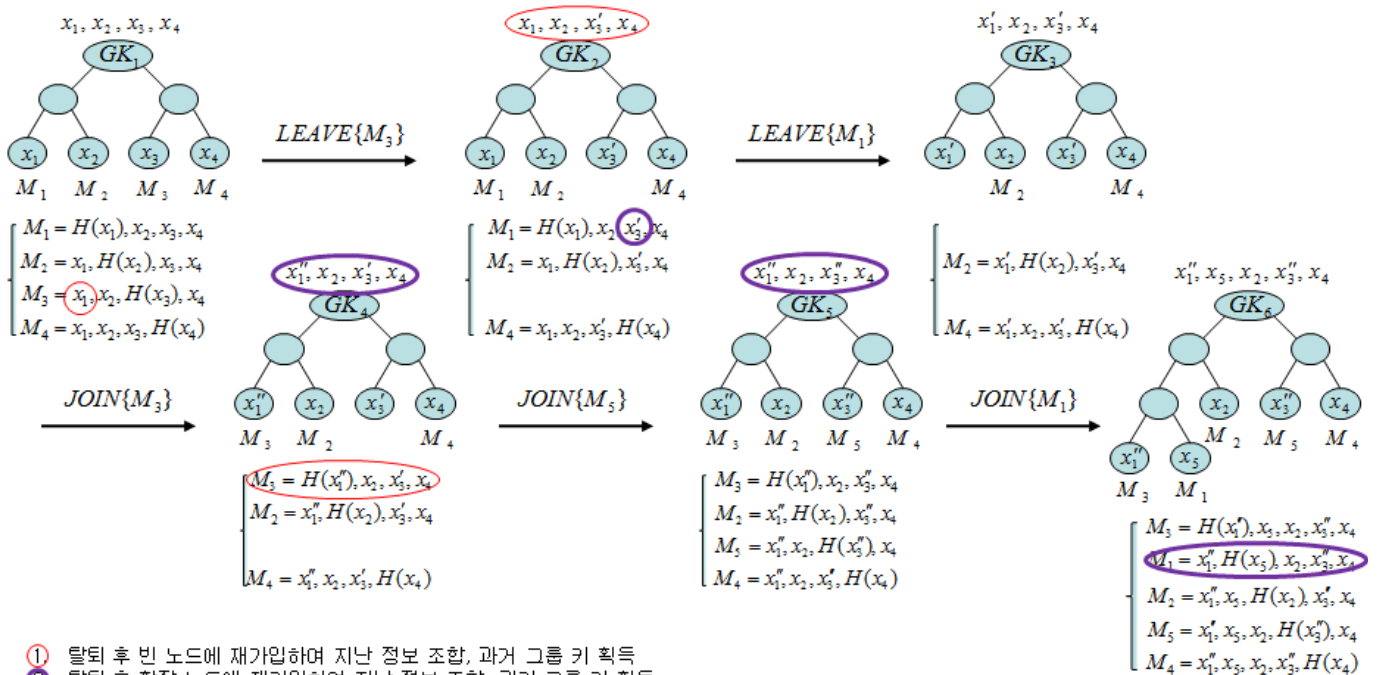 x₁, x₂, x₃, x₄
GK₁
x₁ x₂ x₃ x₄
M₁ M₂ M₃ M₄
M₁ = H(x₁), x₂, x₃, x₄
M₂ = x₁, H(x₂), x₃, x₄
M₃ = x₁, x₂, H(x₃), x₄
M₄ = x₁, x₂, x₃, H(x₄)
LEAVE{M₃}
x₁, x₂, x₃′, x₄
GK₂
x₁ x₂ x₃′ x₄
M₁ M₂ M₄
M₁ = H(x₁), x₂, x₃′, x₄
M₂ = x₁, H(x₂), x₃′, x₄
M₄ = x₁, x₂, x₃′, H(x₄)
LEAVE{M₁}
x₁′, x₂, x₃′, x₄
GK₃
x₁′ x₂ x₃′ x₄
M₂ M₄
M₂ = x₁′, H(x₂), x₃′, x₄
M₄ = x₁′, x₂, x₃′, H(x₄)
JOIN{M₃}
x₁″, x₂, x₃′, x₄
GK₄
x₁″ x₂ x₃′ x₄
M₃ M₂ M₄
M₃ = H(x₁″), x₂, x₃′, x₄
M₂ = x₁″, H(x₂), x₃′, x₄
M₄ = x₁″, x₂, x₃′, H(x₄)
JOIN{M₅}
x₁″, x₂, x₃″, x₄
GK₅
x₁″ x₂ x₃″ x₄
M₃ M₂ M₅ M₄
M₃ = H(x₁″), x₂, x₃″, x₄
M₂ = x₁″, H(x₂), x₃″, x₄
M₅ = x₁″, x₂, H(x₃″), x₄
M₄ = x₁″, x₂, x₃″, H(x₄)
JOIN{M₁}
x₁″, x₅, x₂, x₃″, x₄
GK₆
x₂ x₃″ x₄
M₂ M₅ M₄
x₁″ x₅
M₃ M₁
M₃ = H(x₁″), x₅, x₂, x₃″, x₄
M₁ = x₁″, H(x₅), x₂, x₃″, x₄
M₂ = x₁″, x₅, H(x₂), x₃″, x₄
M₅ = x₁″, x₅, x₂, H(x₃″), x₄
M₄ = x₁″, x₅, x₂, x₃″, H(x₄)
1. 탈퇴 후 빈 노드에 재가입하며 지난 정보 조합, 과거 그룹 키 획득